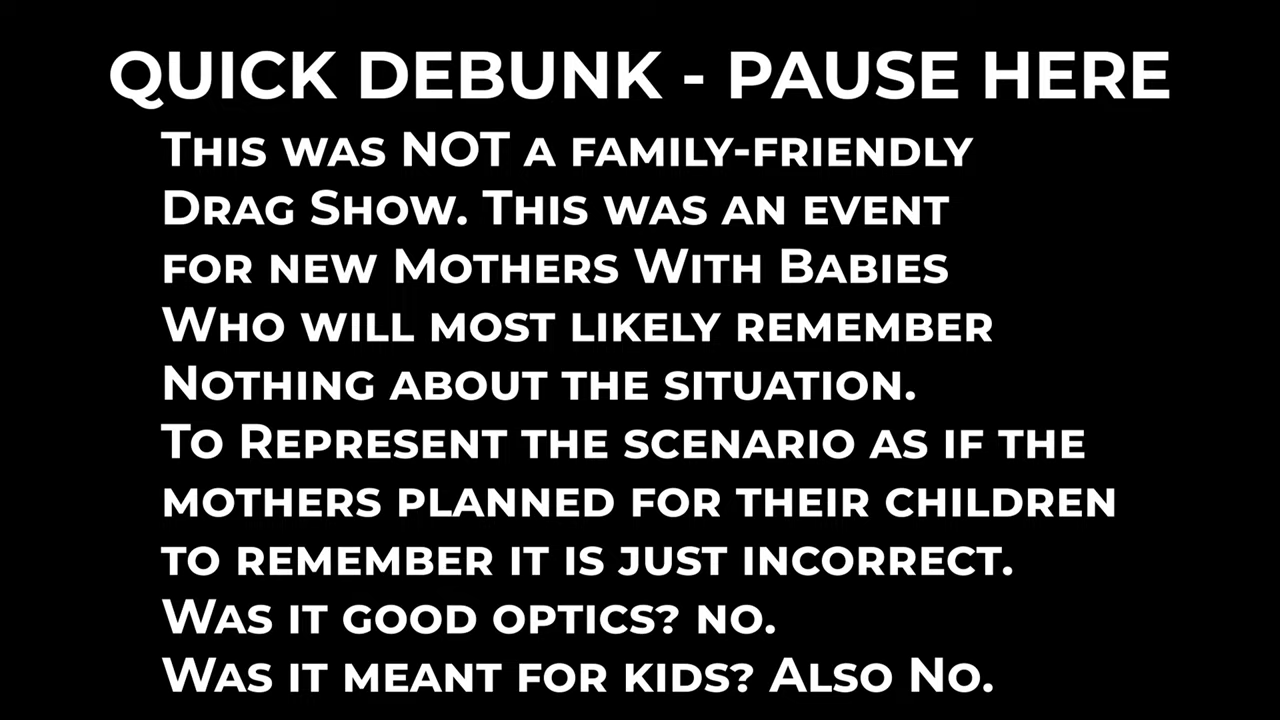 QUICK DEBUNK - PAUSE HERE
This was NOT a family-friendly
Drag Show. This was an event
for new Mothers With Babies
Who will most likely remember
Nothing about the situation.
To Represent the scenario as if the
mothers planned for their children
to remember it is just incorrect.
Was it good optics? no.
Was it meant for kids? Also No.